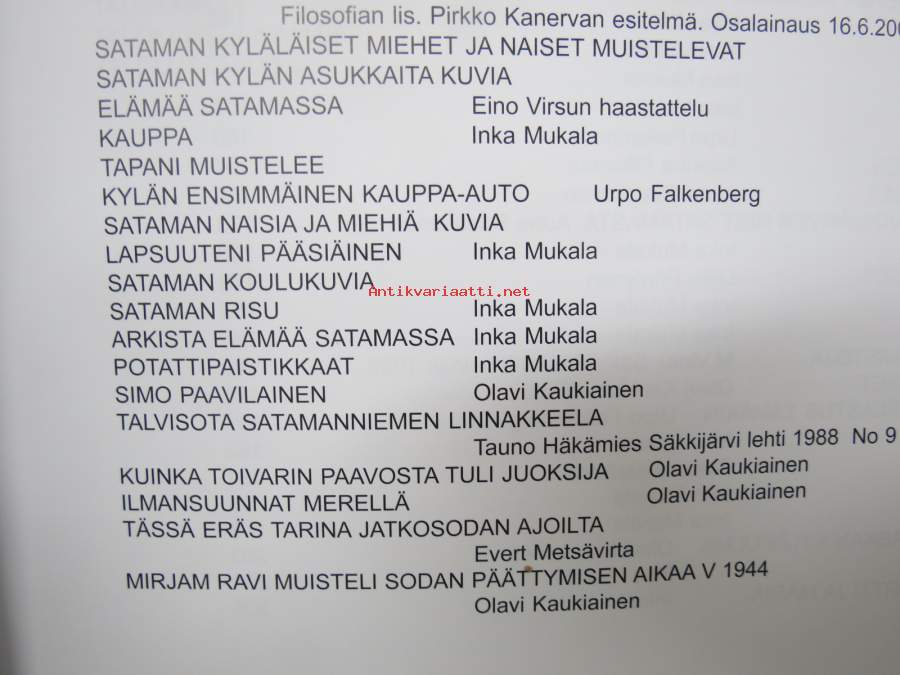 Filosofian lis. Pirkko Kanervan esitelmä. Osalainaus 16.6.200
SATAMAN KYLÄLÄISET MIEHET JA NAISET MUISTELEVAT
SATAMAN KYLÄN ASUKKAITA KUVIA
ELÄMÄÄ SATAMASSA Eino Virsun haastattelu
KAUPPA Inka Mukala
TAPANI MUISTELEE
KYLÄN ENSIMMÄINEN KAUPPA-AUTO Urpo Falkenberg
SATAMAN NAISIA JA MIEHIÄ KUVIA
LAPSUUTENI PÄÄSIÄINEN Inka Mukala
SATAMAN KOULUKUVIA
Antikvariaatti.net
SATAMAN RISU Inka Mukala
ARKISTA ELÄMÄÄ SATAMASSA Inka Mukala
POTATTIPAISTIKKAAT Inka Mukala
SIMO PAAVILAINEN Olavi Kaukiainen
TALVISOTA SATAMANNIEMEN LINNAKKEELA
Tauno Häkämies Säkkijärvi lehti 1988 No 9
KUINKA TOIVARIN PAAVOSTA TULI JUOKSIJA Olavi Kaukiainen
ILMANSUUNNAT MERELLÄ Olavi Kaukiainen
TÄSSÄ ERÄS TARINA JATKOSODAN AJOILTA
Evert Metsävirta
MIRJAM RAVI MUISTELI SODAN PÄÄTTYMISEN AIKAA V 1944
Olavi Kaukiainen